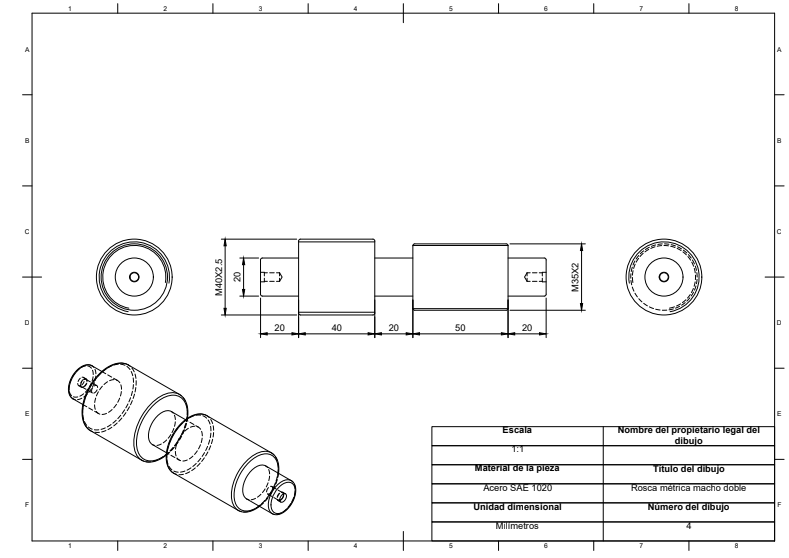 1 2 3 4 5 6 7 8
A A
B B
C C
M40X2.5
20
M35X2
D D
20 40 20 50 20
E E
Escala Nombre del propietario legal del
dibujo
1:1
Material de la pieza Título del dibujo
Acero SAE 1020 Rosca métrica macho doble
F F
Unidad dimensional Número del dibujo
Milímetros 4
1 2 3 4 5 6 7 8